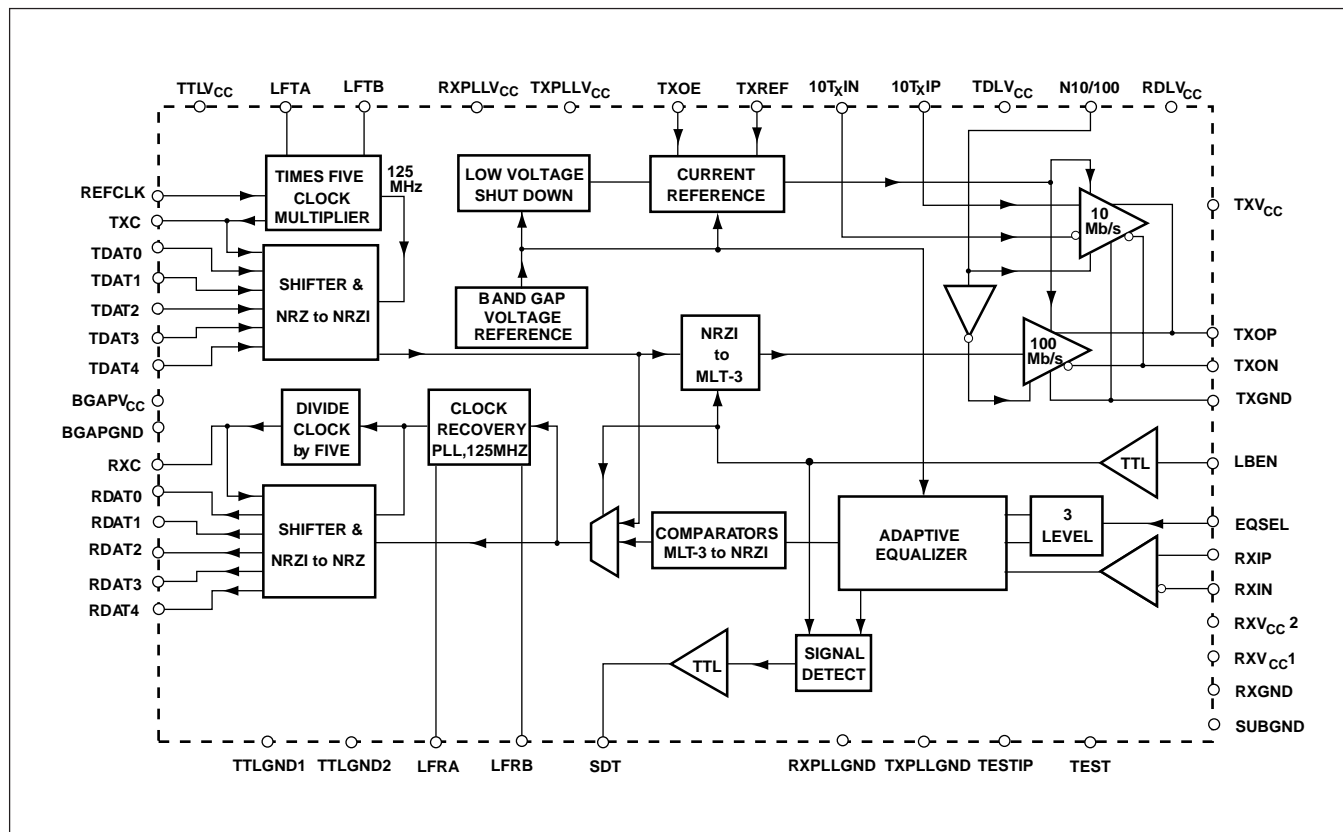 TTLVCC
LFTA
LFTB
RXPLLVCC
TXPLLVCC
TXOE
TXREF
10TXIN
10TXIP
TDLVCC
N10/100
RDLVCC
REFCLK
TXC
TDAT0
TDAT1
TDAT2
TDAT3
TDAT4
BGAPVCC
BGAPGND
RXC
RDAT0
RDAT1
RDAT2
RDAT3
RDAT4
TIMES FIVE
CLOCK
MULTIPLIER
125
MHz
SHIFTER &
NRZ to NRZI
LOW VOLTAGE
SHUT DOWN
CURRENT
REFERENCE
BAND GAP
VOLTAGE
REFERENCE
NRZI
to
MLT-3
10
Mb/s
100
Mb/s
DIVIDE
CLOCK
by FIVE
CLOCK
RECOVERY
PLL,125MHZ
SHIFTER &
NRZI to NRZ
COMPARATORS
MLT-3 to NRZI
ADAPTIVE
EQUALIZER
3
LEVEL
TTL
SIGNAL
DETECT
TTL
TXVCC
TXOP
TXON
TXGND
LBEN
EQSEL
RXIP
RXIN
RXVCC 2
RXVCC1
RXGND
SUBGND
TTLGND1
TTLGND2
LFRA
LFRB
SDT
RXPLLGND
TXPLLGND
TESTIP
TEST